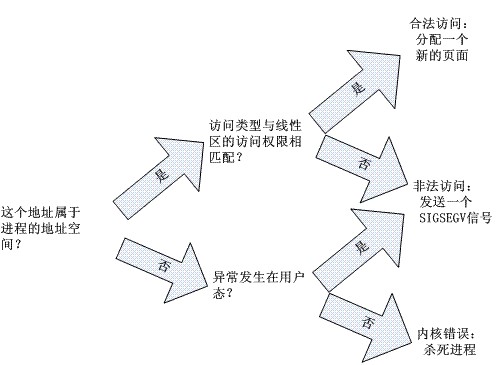 合法访问：
分配一个
新的页面
是
访问类型与线性
区的访问权限相
匹配？
是
否
非法访问：
发送一个
SIGSEGV信号
这个地址属于
进程的地址空
间？
是
否
异常发生在用户
态？
否
内核错误：
杀死进程